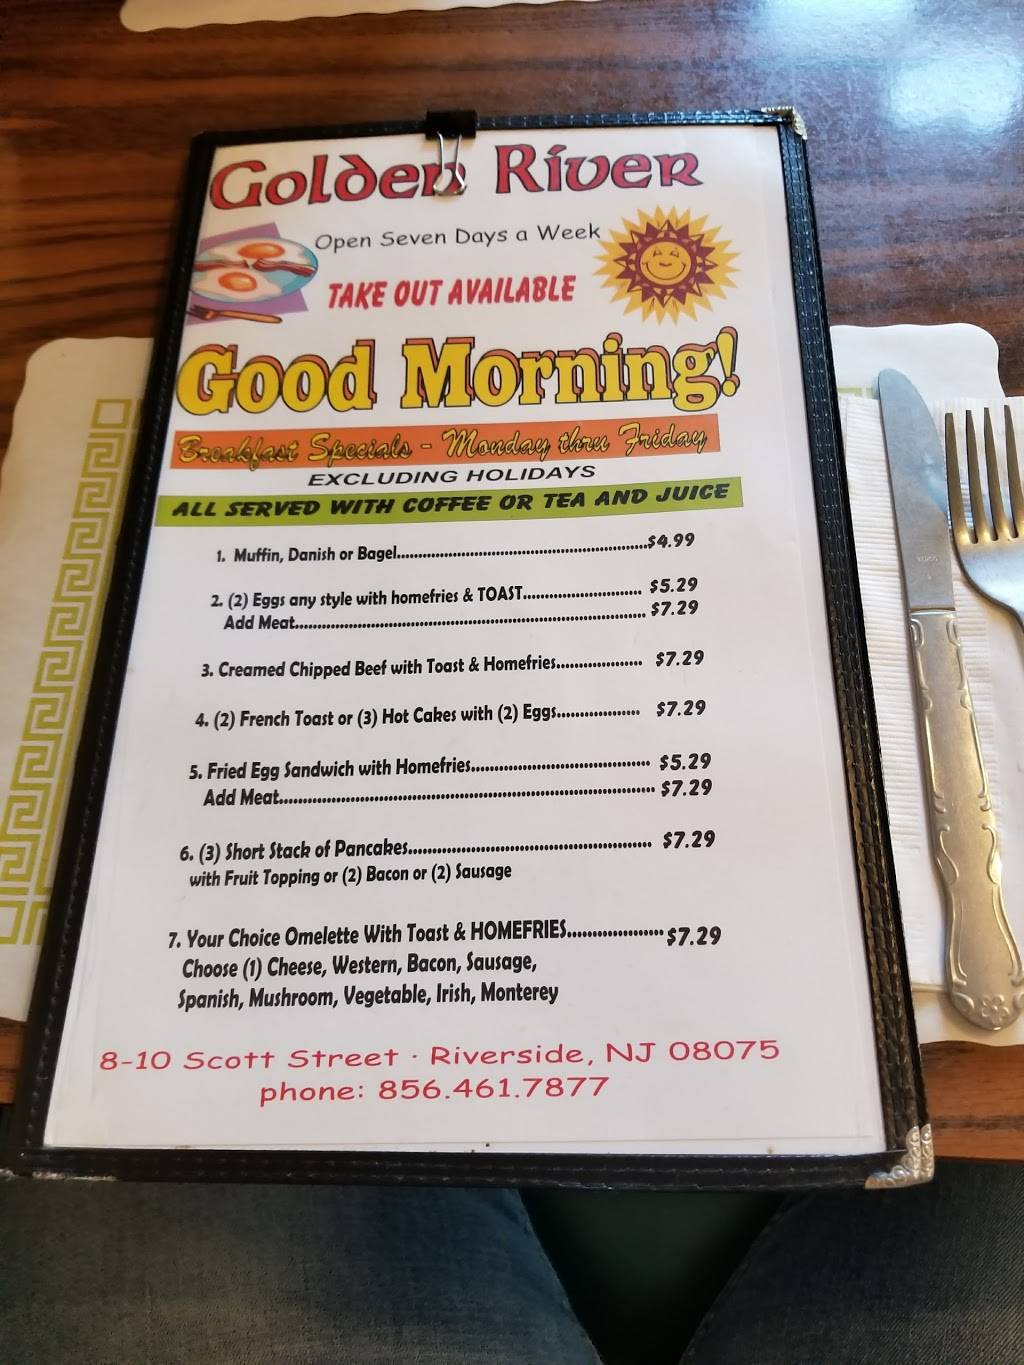 Golden River
Open Seven Days a Week
TAKE OUT AVAILABLE
Good Morning!
Breakfast Specials - Monday thru Friday
EXCLUDING HOLIDAYS
ALL SERVED WITH COFFEE OR TEA AND JUICE
1. Muffin, Danish or Bagel..........$4.99
2. (2) Eggs any style with homefries & TOAST.......... $5.29
Add Meat.......... $7.29
3. Creamed Chipped Beef with Toast & Homefries.......... $7.29
4. (2) French Toast or (3) Hot Cakes with (2) Eggs.......... $7.29
5. Fried Egg Sandwich with Homefries.......... $5.29
Add Meat.......... $7.29
6. (3) Short Stack of Pancakes.......... $7.29
with Fruit Topping or (2) Bacon or (2) Sausage
7. Your Choice Omelette With Toast & HOMEFRIES..........$7.29
Choose (1) Cheese, Western, Bacon, Sausage,
Spanish, Mushroom, Vegetable, Irish, Monterey
8-10 Scott Street · Riverside, NJ 08075
phone: 856.461.7877